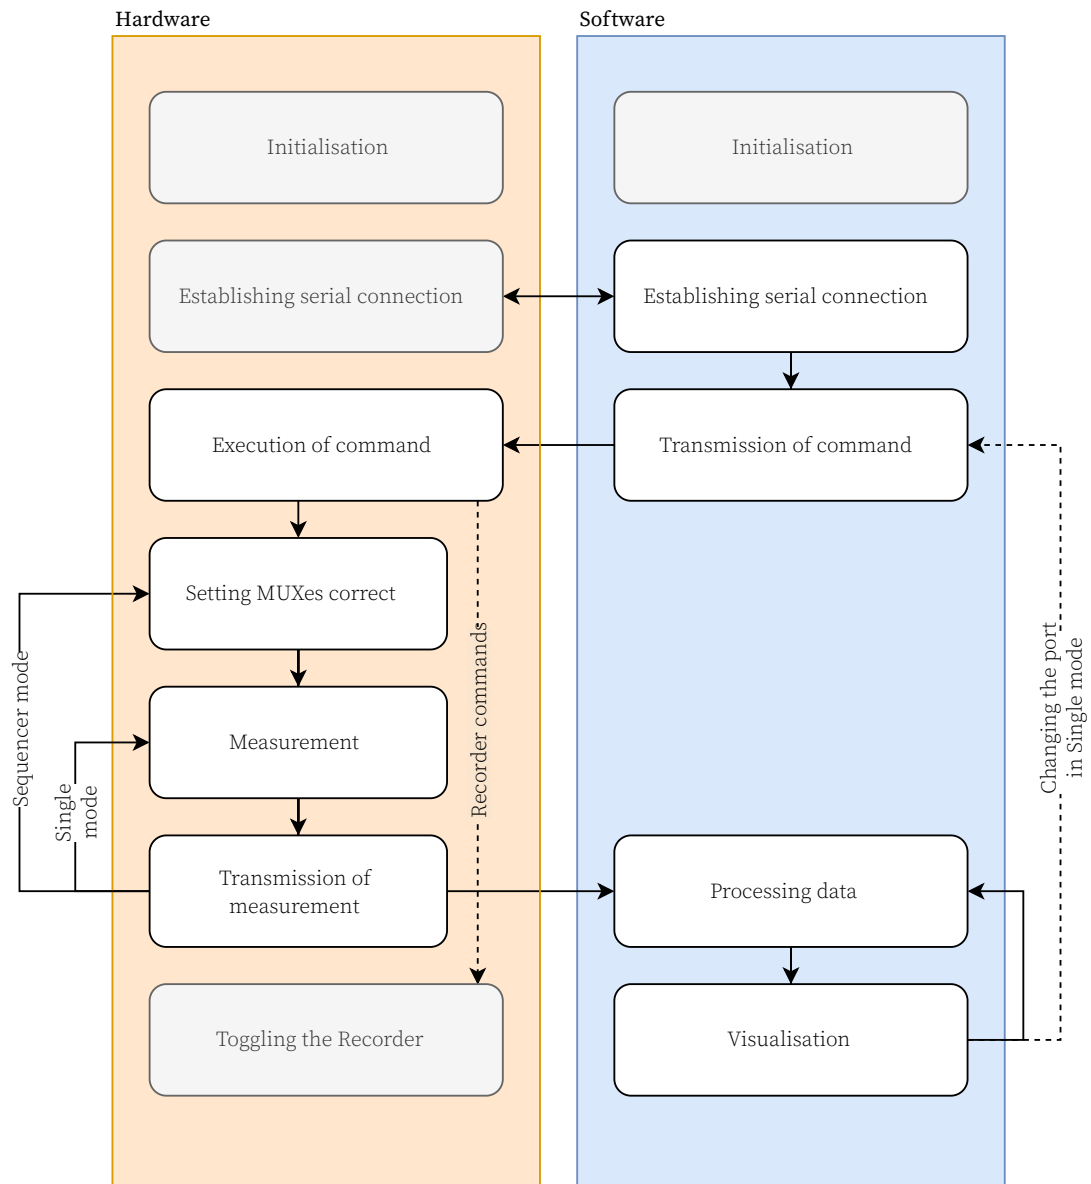 Hardware
Software
Initialisation
Initialisation
Establishing serial connection
Establishing serial connection
Execution of command
Transmission of command
Setting MUXes correct
Measurement
Transmission of
measurement
Processing data
Toggling the Recorder
Visualisation
Sequencer mode
Single
mode
Recorder commands
Changing the port
in Single mode